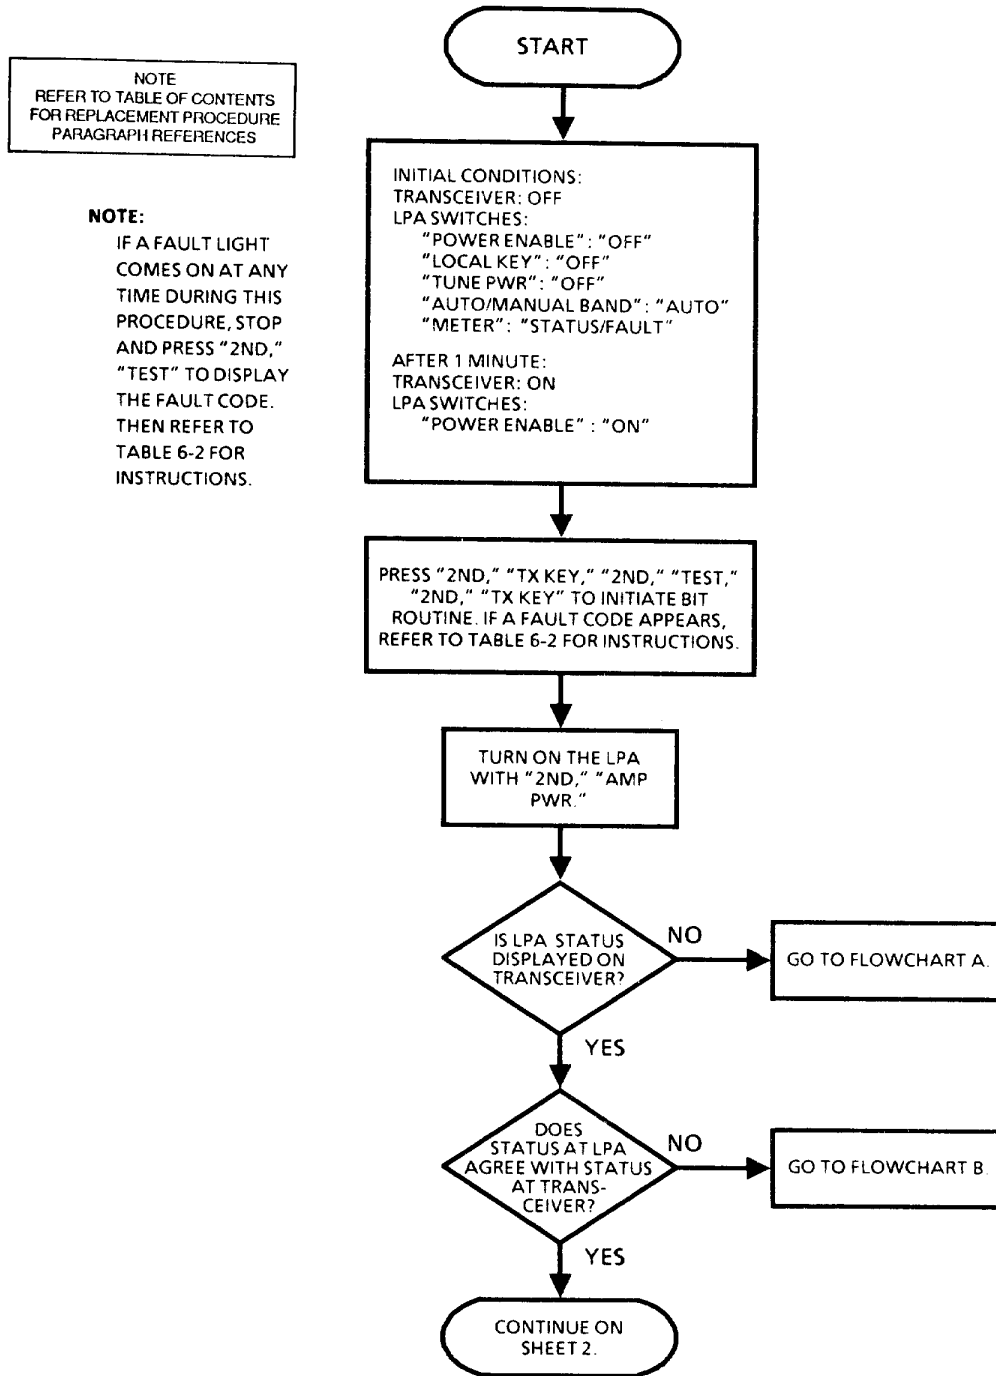 START
NOTE
REFER TO TABLE OF CONTENTS
FOR REPLACEMENT PROCEDURE
PARAGRAPH REFERENCES
NOTE:
IF A FAULT LIGHT
COMES ON AT ANY
TIME DURING THIS
PROCEDURE, STOP
AND PRESS "2ND,"
"TEST" TO DISPLAY
THE FAULT CODE.
THEN REFER TO
TABLE 6-2 FOR
INSTRUCTIONS.
INITIAL CONDITIONS:
TRANSCEIVER: OFF
LPA SWITCHES:
"POWER ENABLE": "OFF"
"LOCAL KEY": "OFF"
"TUNE PWR": "OFF"
"AUTO/MANUAL BAND": "AUTO"
"METER": "STATUS/FAULT"
AFTER 1 MINUTE:
TRANSCEIVER: ON
LPA SWITCHES:
"POWER ENABLE" : "ON"
PRESS "2ND," "TX KEY," "2ND," "TEST,"
"2ND," "TX KEY" TO INITIATE BIT
ROUTINE. IF A FAULT CODE APPEARS,
REFER TO TABLE 6-2 FOR INSTRUCTIONS.
TURN ON THE LPA
WITH "2ND," "AMP
PWR."
IS LPA STATUS
DISPLAYED ON
TRANSCEIVER?
NO
GO TO FLOWCHART A.
YES
DOES
STATUS AT LPA
AGREE WITH STATUS
AT TRANS-
CEIVER?
NO
GO TO FLOWCHART B.
YES
CONTINUE ON
SHEET 2.